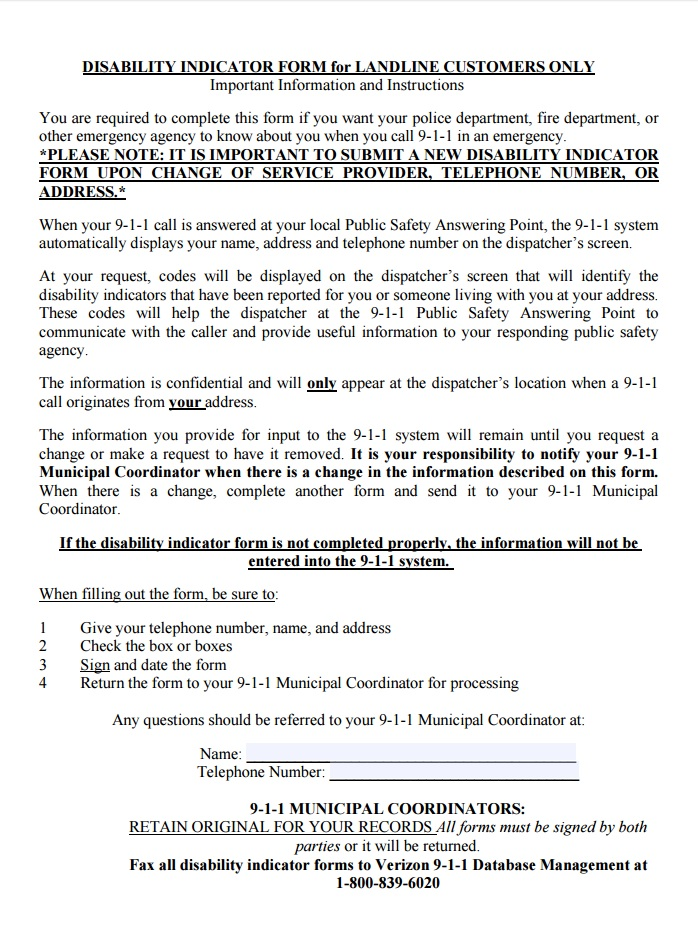 DISABILITY INDICATOR FORM for LANDLINE CUSTOMERS ONLY
Important Information and Instructions
You are required to complete this form if you want your police department, fire department, or
other emergency agency to know about you when you call 9-1-1 in an emergency.
*PLEASE NOTE: IT IS IMPORTANT TO SUBMIT A NEW DISABILITY INDICATOR
FORM UPON CHANGE OF SERVICE PROVIDER, TELEPHONE NUMBER, OR
ADDRESS.*
When your 9-1-1 call is answered at your local Public Safety Answering Point, the 9-1-1 system
automatically displays your name, address and telephone number on the dispatcher’s screen.
At your request, codes will be displayed on the dispatcher’s screen that will identify the
disability indicators that have been reported for you or someone living with you at your address.
These codes will help the dispatcher at the 9-1-1 Public Safety Answering Point to
communicate with the caller and provide useful information to your responding public safety
agency.
The information is confidential and will only appear at the dispatcher’s location when a 9-1-1
call originates from your address.
The information you provide for input to the 9-1-1 system will remain until you request a
change or make a request to have it removed. It is your responsibility to notify your 9-1-1
Municipal Coordinator when there is a change in the information described on this form.
When there is a change, complete another form and send it to your 9-1-1 Municipal
Coordinator.
If the disability indicator form is not completed properly, the information will not be
entered into the 9-1-1 system.
When filling out the form, be sure to:
1 Give your telephone number, name, and address
2 Check the box or boxes
3 Sign and date the form
4 Return the form to your 9-1-1 Municipal Coordinator for processing
Any questions should be referred to your 9-1-1 Municipal Coordinator at:
Name:
Telephone Number:
9-1-1 MUNICIPAL COORDINATORS:
RETAIN ORIGINAL FOR YOUR RECORDS All forms must be signed by both
parties or it will be returned.
Fax all disability indicator forms to Verizon 9-1-1 Database Management at
1-800-839-6020